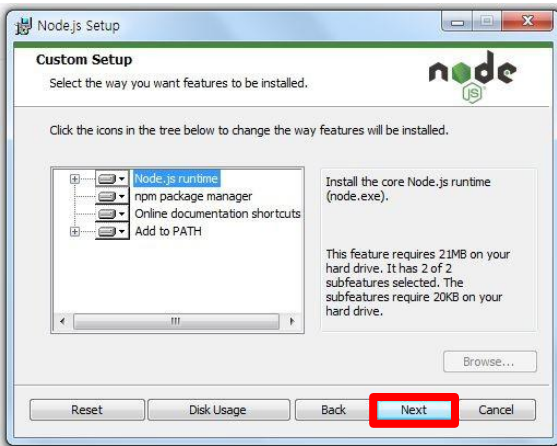 Node.js Setup
Custom Setup
Select the way you want features to be installed.
node
JS
Click the icons in the tree below to change the way features will be installed.
Node.js runtime
npm package manager
Online documentation shortcuts
Add to PATH
Install the core Node.js runtime
(node.exe).
This feature requires 21MB on your
hard drive. It has 2 of 2
subfeatures selected. The
subfeatures require 20KB on your
hard drive.
Browse...
Reset Disk Usage Back Next Cancel